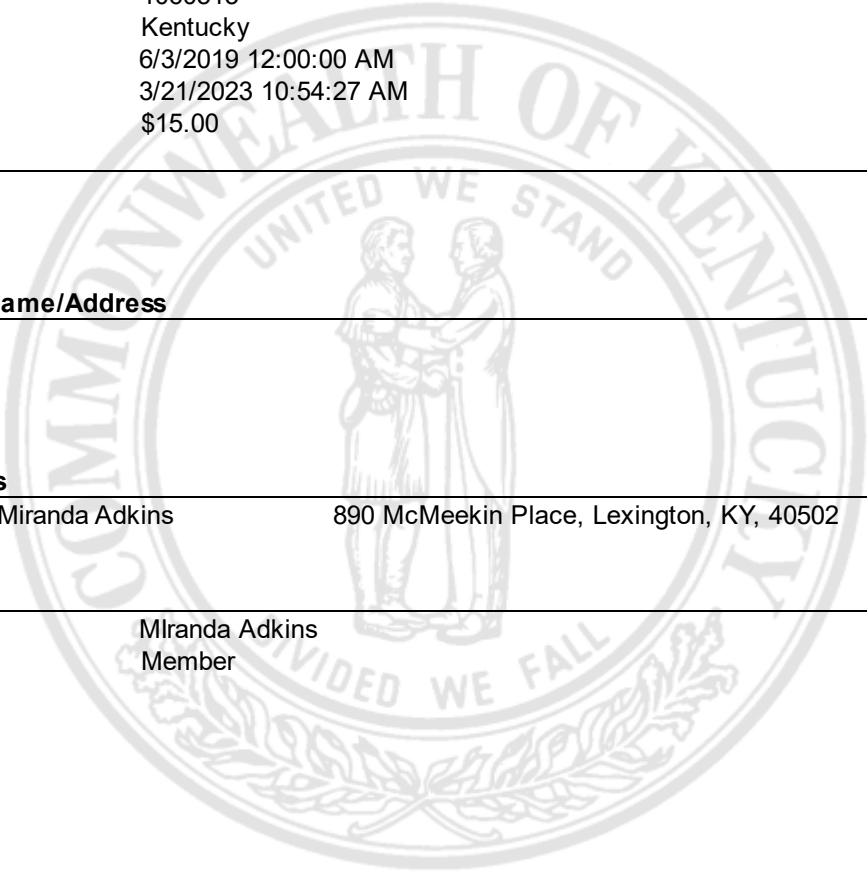 Kentucky
6/3/2019 12:00:00 AM
3/21/2023 10:54:27 AM
$15.00
COMMONWEALTH OF KENTUCKY
UNITED WE STAND
ame/Address
s
Miranda Adkins 890 McMeekin Place, Lexington, KY, 40502
MIranda Adkins
Member
DIVIDED WE FALL